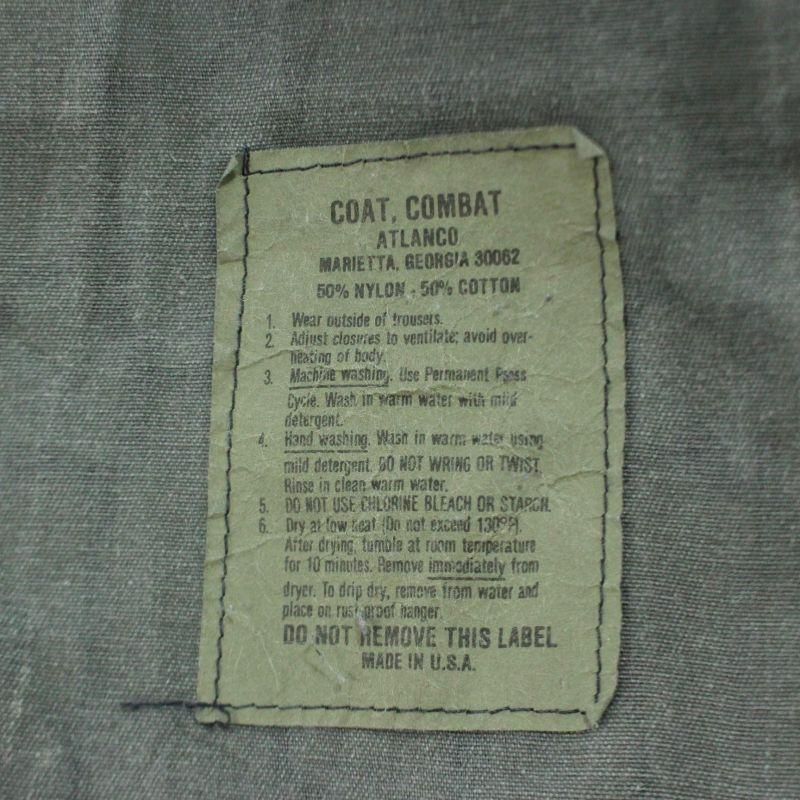 COAT, COMBAT
ATLANCO
MARIETTA, GEORGIA 30062
50% NYLON - 50% COTTON
1. Wear outside of trousers.
2. Adjust closures to ventilate; avoid over-
heating of body.
3. Machine washing. Use Permanent Press
Cycle. Wash in warm water with mild
detergent.
4. Hand washing. Wash in warm water using
mild detergent. DO NOT WRING OR TWIST.
Rinse in clean warm water.
5. DO NOT USE CHLORINE BLEACH OR STARCH.
6. Dry at low heat (Do not exceed 130°F).
After drying, tumble at room temperature
for 10 minutes. Remove immediately from
dryer. To drip dry, remove from water and
place on rust proof hanger.
DO NOT REMOVE THIS LABEL
MADE IN U.S.A.